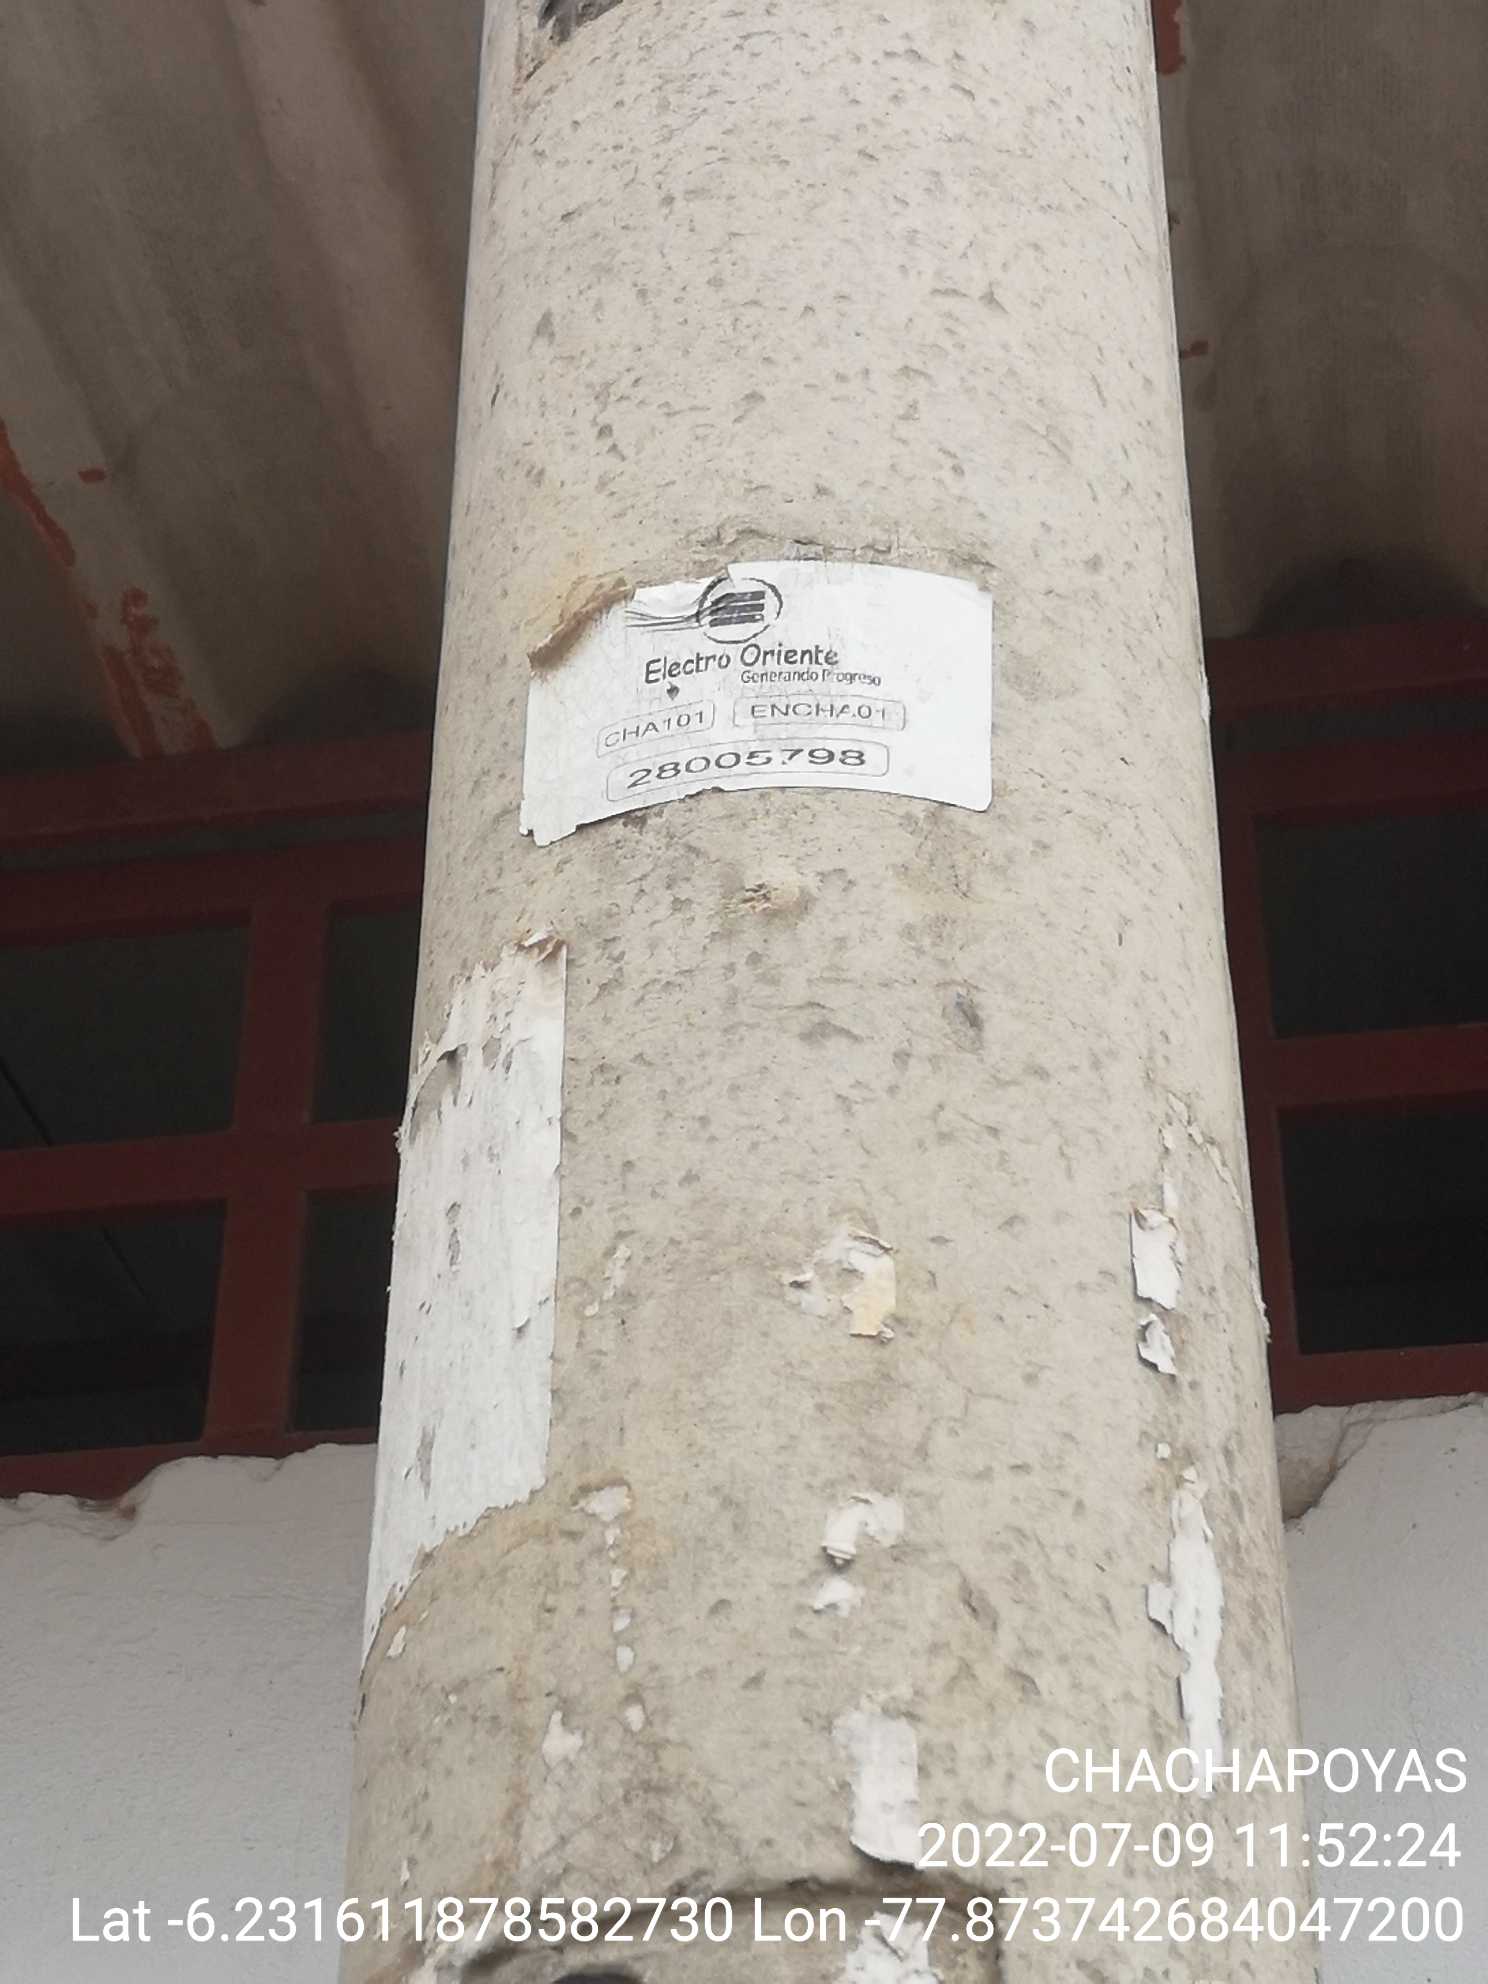 Electro Oriente
Generando Progreso
CHA101 ENCHA01
28005798
CHACHAPOYAS
2022-07-09 11:52:24
Lat -6.231611878582730 Lon -77.873742684047200